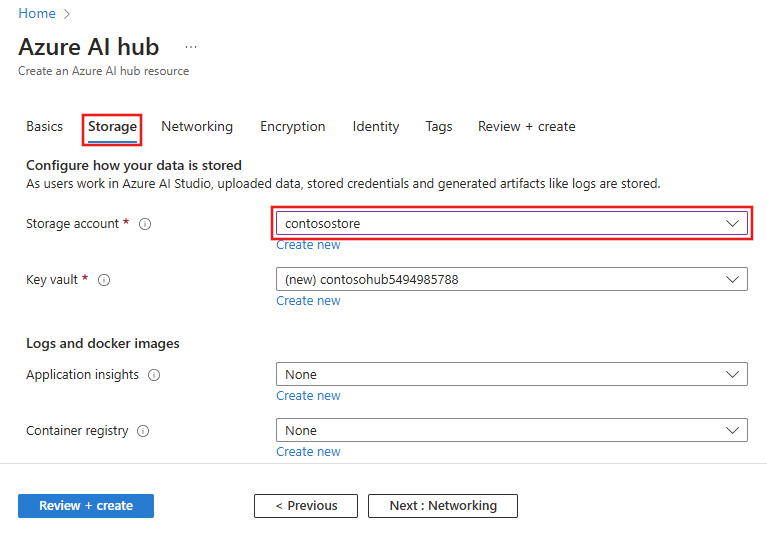 Home >
Azure AI hub ...
Create an Azure AI hub resource
Basics Storage Networking Encryption Identity Tags Review + create
Configure how your data is stored
As users work in Azure AI Studio, uploaded data, stored credentials and generated artifacts like logs are stored.
Storage account * contosostore
Create new
Key vault * (new) contosohub5494985788
Create new
Logs and docker images
Application insights None
Create new
Container registry None
Create new
Review + create < Previous Next : Networking